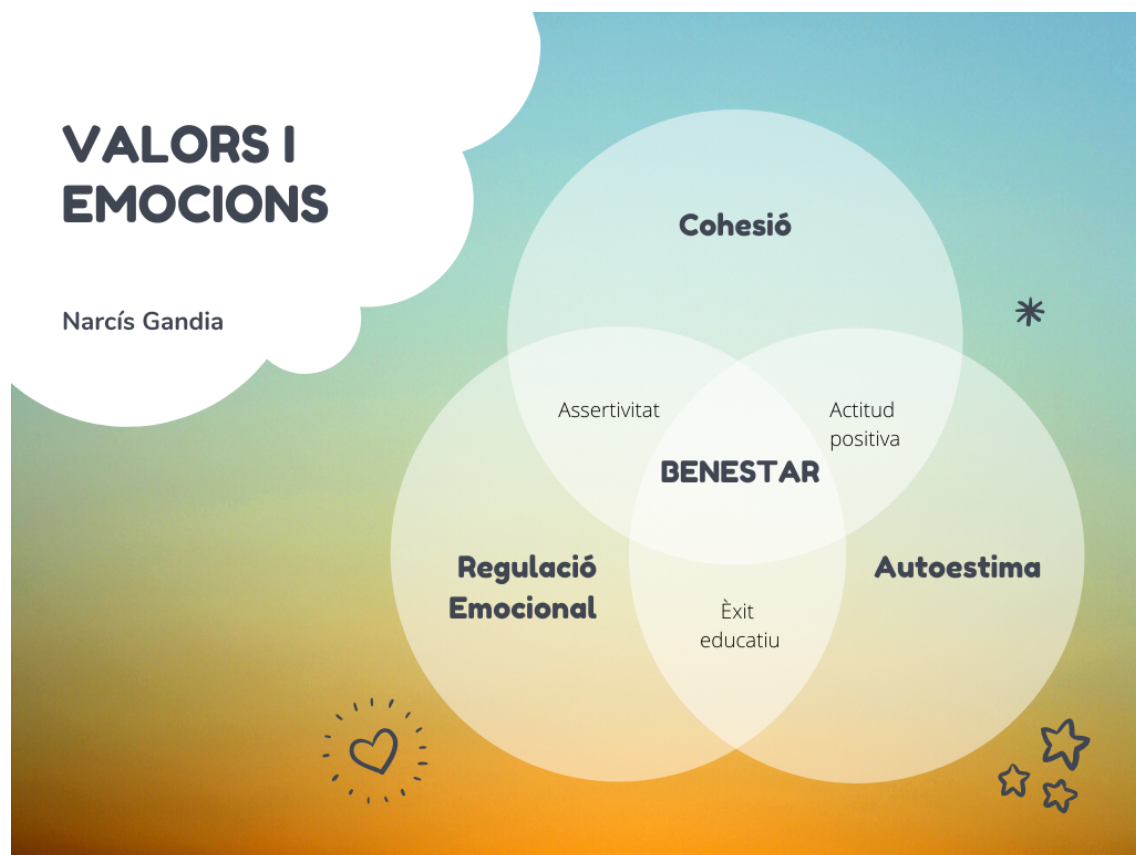 VALORS I
EMOCIONS
Narcís Gandia
Cohesió
Assertivitat
Actitud
positiva
BENESTAR
Regulació
Emocional
Autoestima
Èxit
educatiu